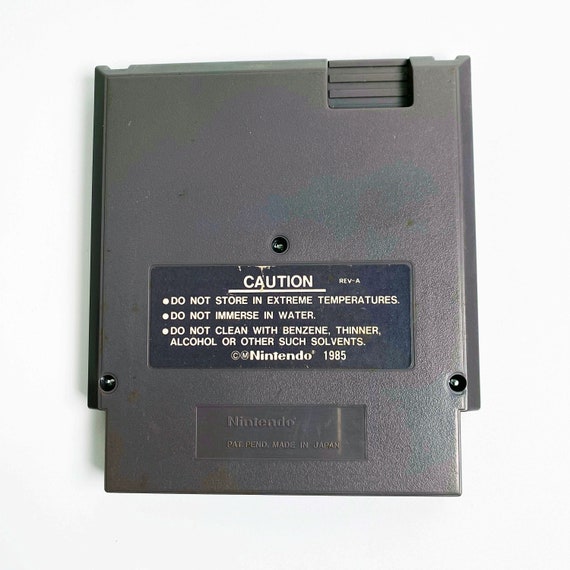 CAUTION REV-A
●DO NOT STORE IN EXTREME TEMPERATURES.
●DO NOT IMMERSE IN WATER.
●DO NOT CLEAN WITH BENZENE, THINNER,
ALCOHOL OR OTHER SUCH SOLVENTS.
©Ⓜ Nintendo® 1985
Nintendo®
PAT. PEND. MADE IN JAPAN